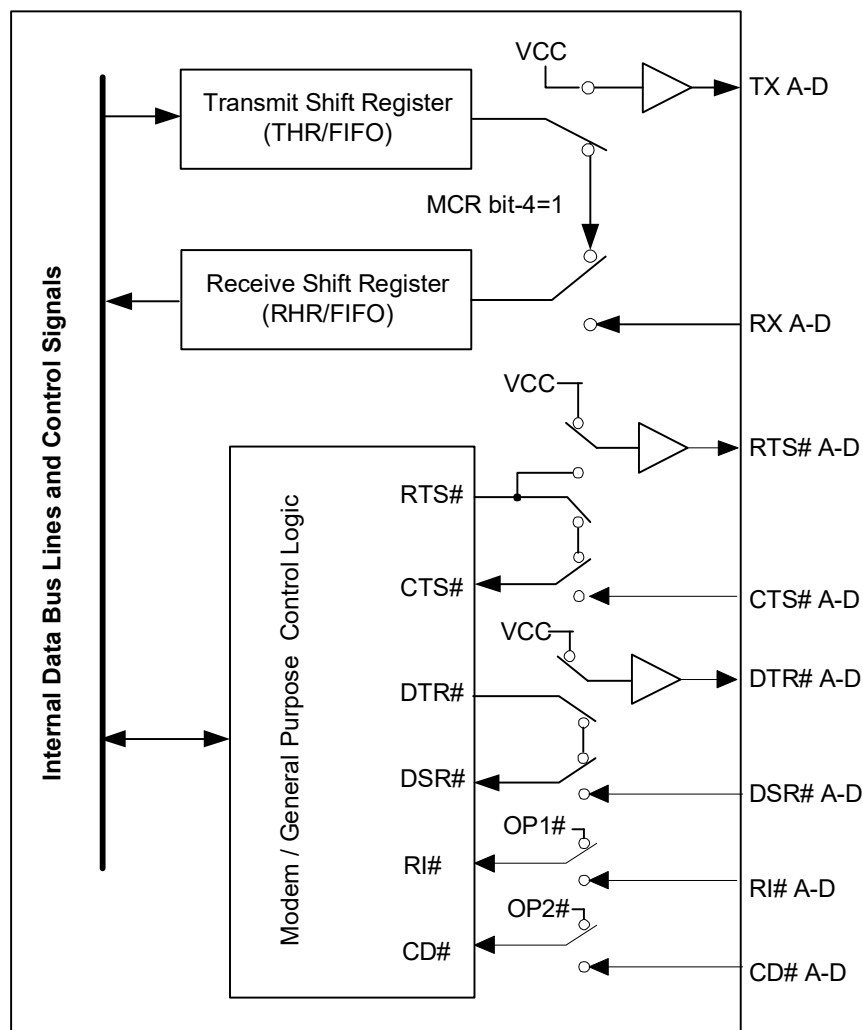 VCC
TX A-D
Transmit Shift Register
(THR/FIFO)
MCR bit-4=1
Receive Shift Register
(RHR/FIFO)
RX A-D
Internal Data Bus Lines and Control Signals
VCC
RTS# A-D
Modem / General Purpose Control Logic
RTS#
CTS#
CTS# A-D
VCC
DTR# A-D
DTR#
DSR#
DSR# A-D
OP1#
RI#
RI# A-D
OP2#
CD#
CD# A-D